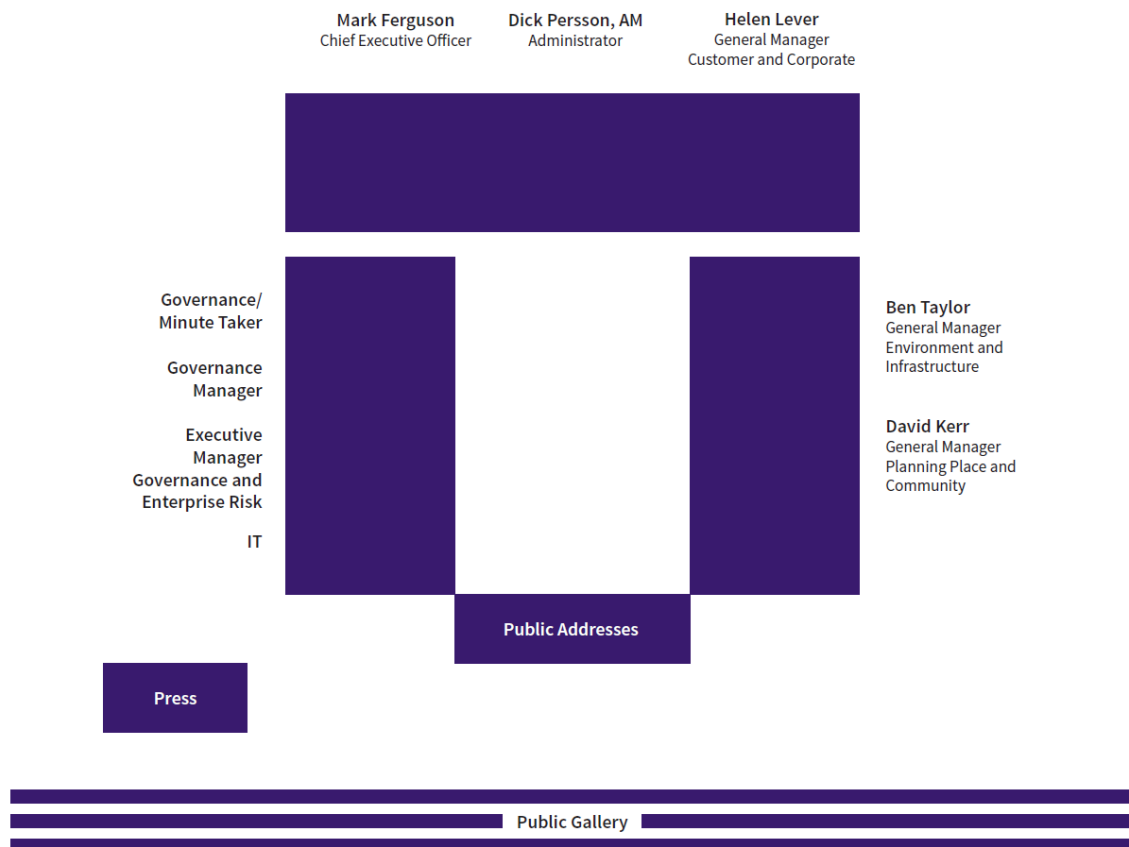 Mark Ferguson
Chief Executive Officer
Dick Persson, AM
Administrator
Helen Lever
General Manager
Customer and Corporate
Governance/
Minute Taker
Governance
Manager
Executive
Manager
Governance and
Enterprise Risk
IT
Ben Taylor
General Manager
Environment and
Infrastructure
David Kerr
General Manager
Planning Place and
Community
Public Addresses
Press
Public Gallery